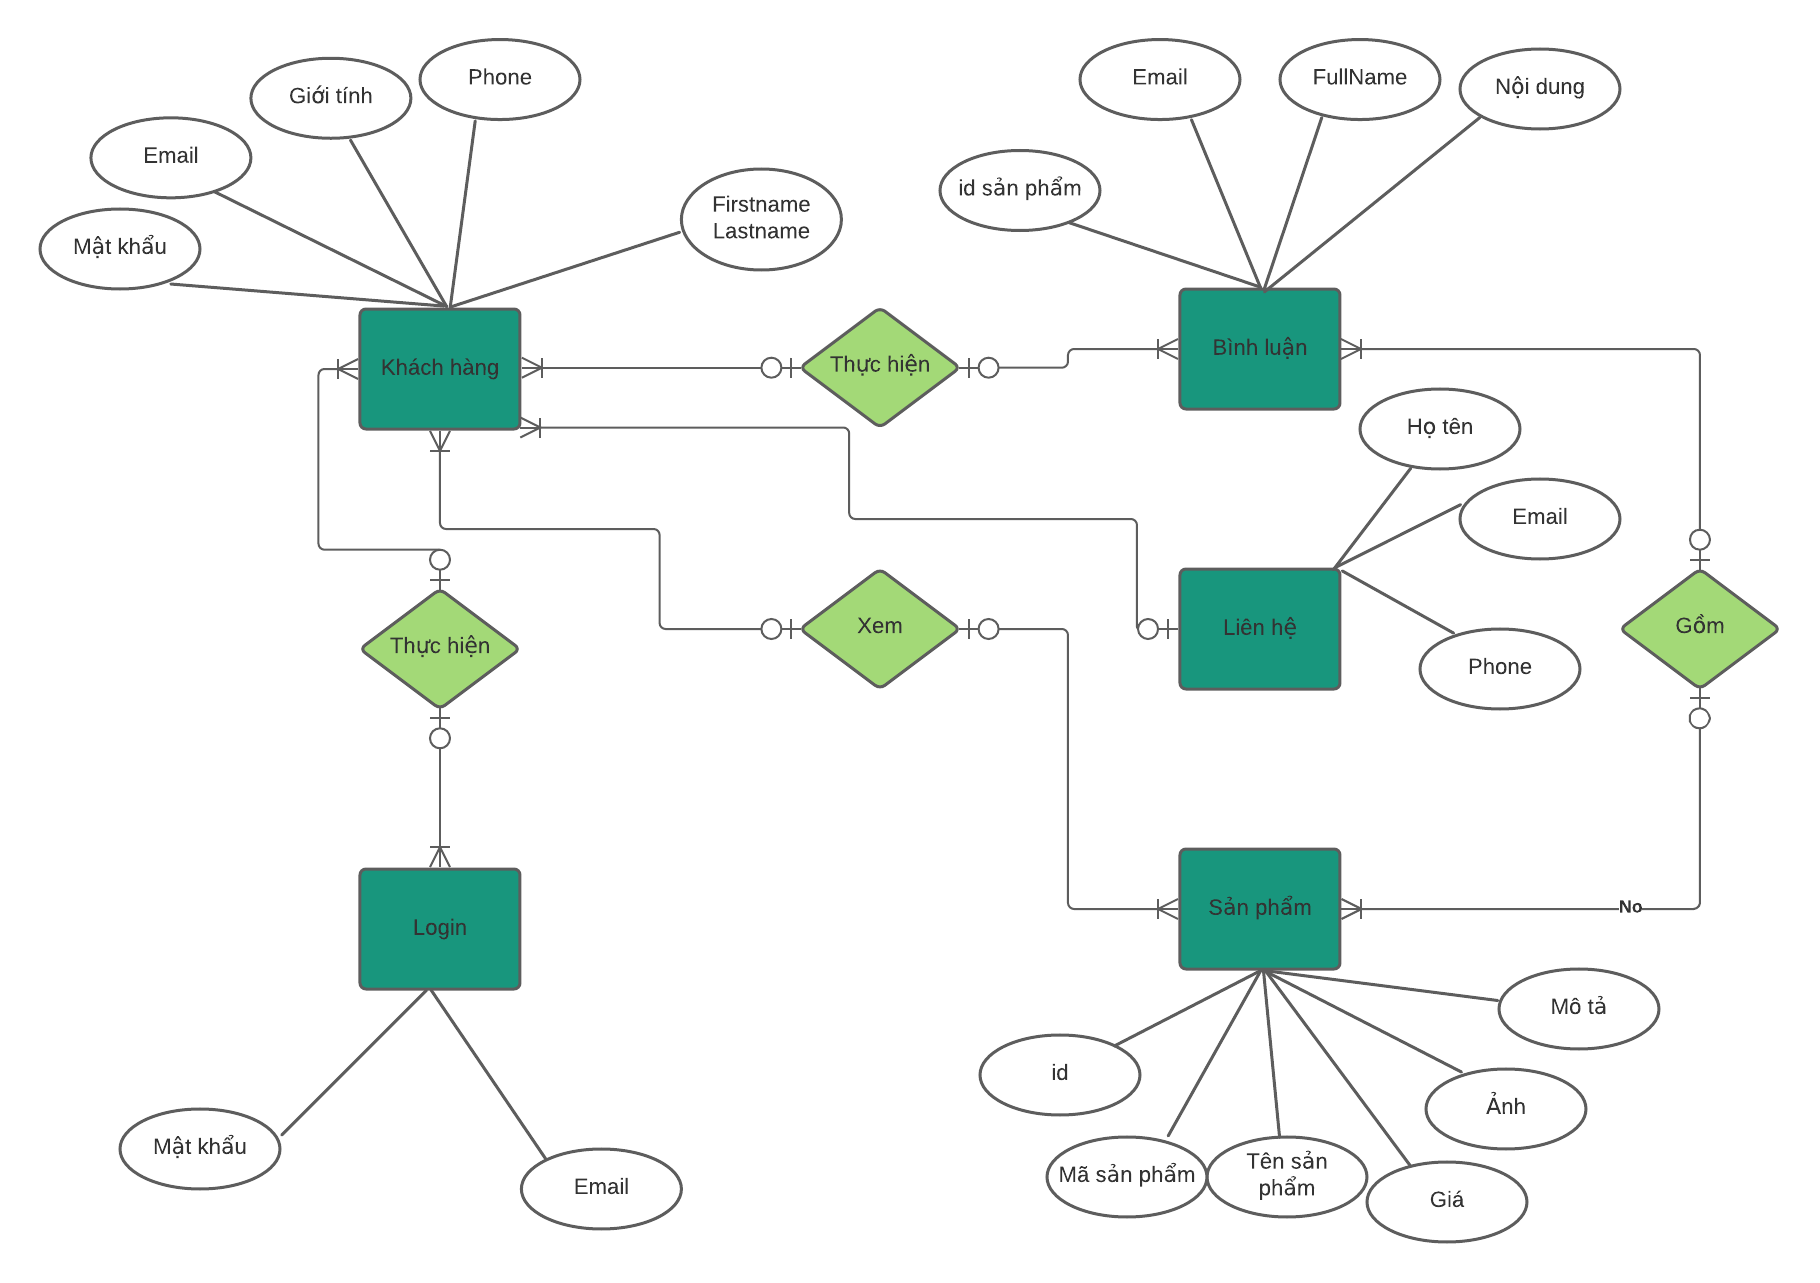 Phone
Email
FullName
Nội dung
Giới tính
Email
id sản phẩm
Firstname
Lastname
Mật khẩu
Khách hàng
Thực hiện
Bình luận
Họ tên
Email
Thực hiện
Xem
Liên hệ
Gồm
Phone
Login
Sản phẩm
No
Mô tả
id
Ảnh
Mật khẩu
Email
Mã sản phẩm
Tên sản
phẩm
Giá